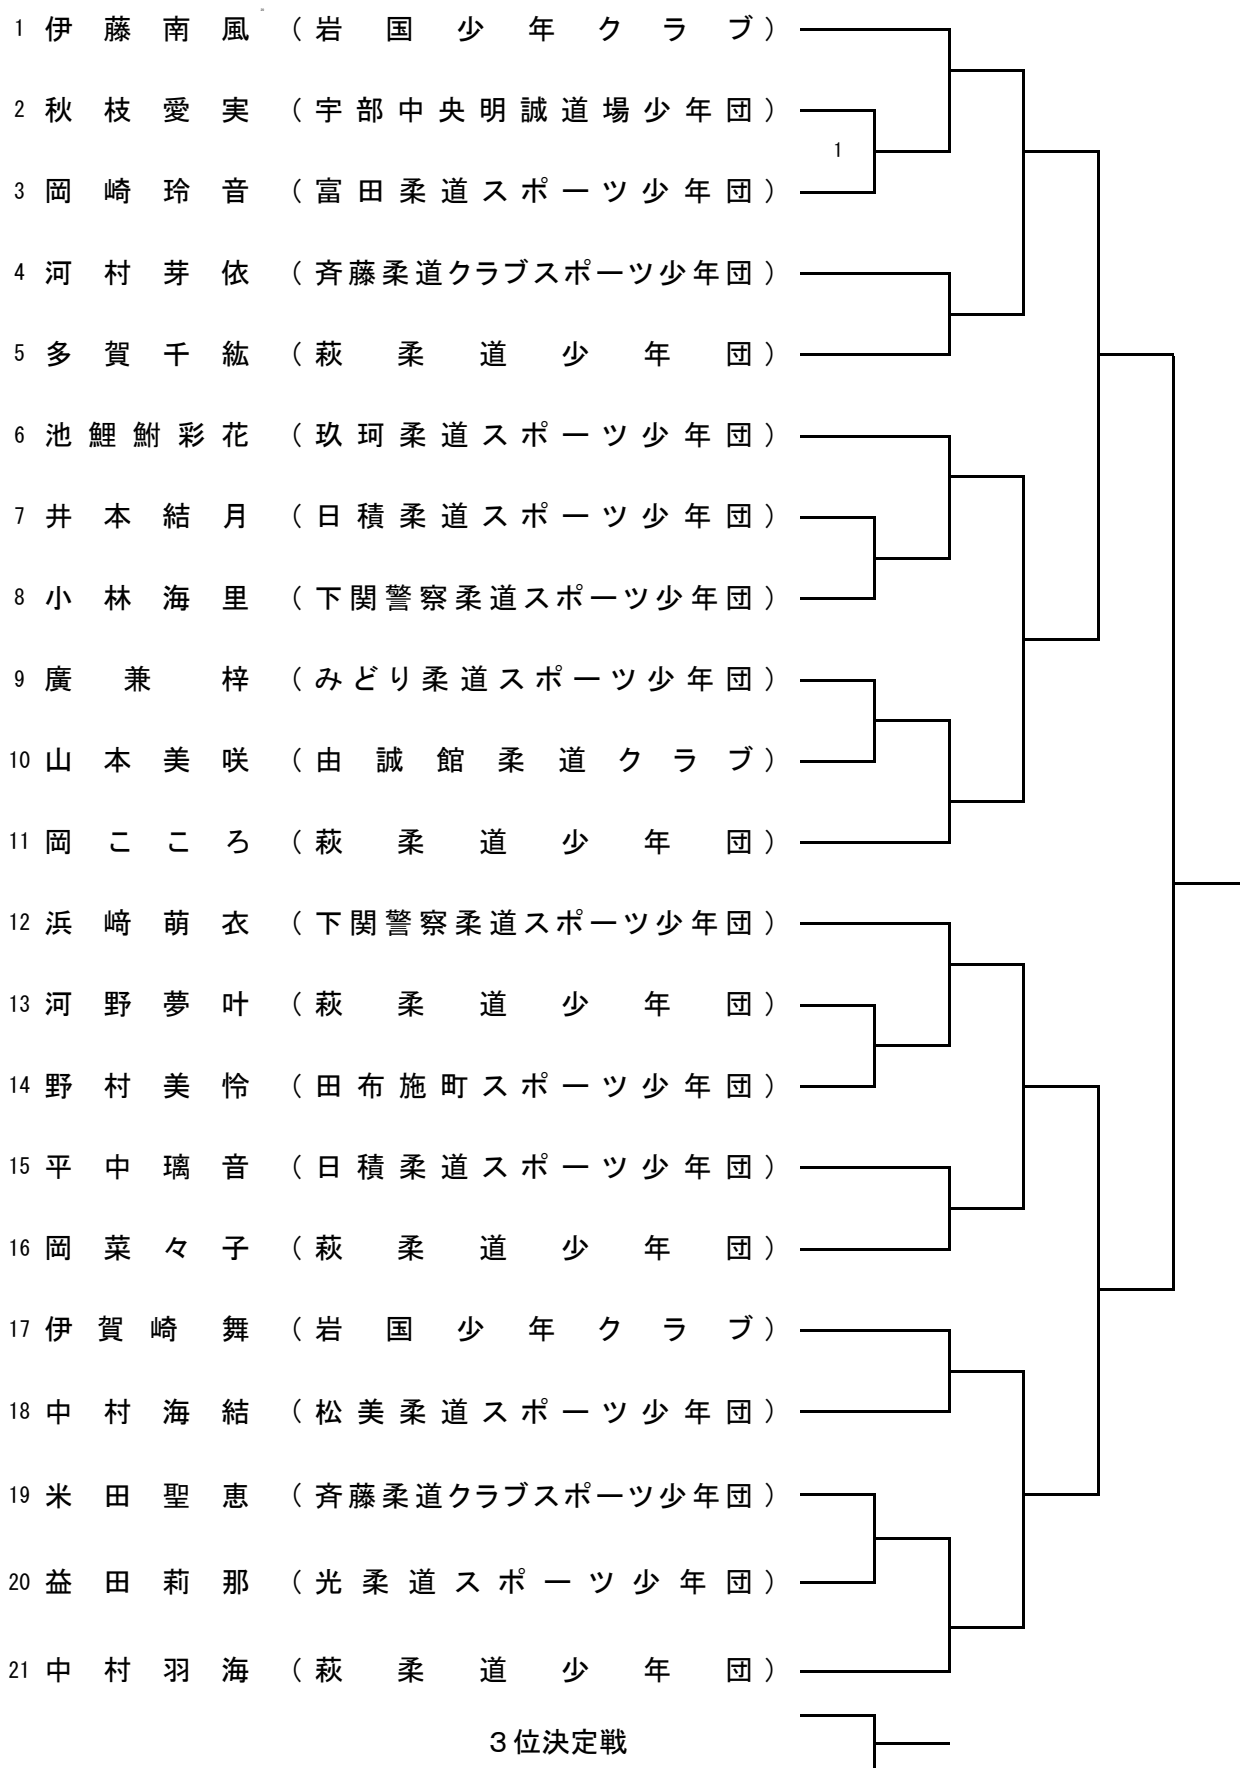 1 伊藤南風 （岩国少年クラブ）
2 秋枝愛実 （宇部中央明誠道場少年団）
1
3 岡崎玲音 （富田柔道スポーツ少年団）
4 河村芽依 （斉藤柔道クラブスポーツ少年団）
5 多賀千紘 （萩柔道少年団）
6 池鯉鮒彩花 （玖珂柔道スポーツ少年団）
7 井本結月 （日積柔道スポーツ少年団）
8 小林海里 （下関警察柔道スポーツ少年団）
9 廣兼梓 （みどり柔道スポーツ少年団）
10 山本美咲 （由誠館柔道クラブ）
11 岡こころ （萩柔道少年団）
12 浜﨑萌衣 （下関警察柔道スポーツ少年団）
13 河野夢叶 （萩柔道少年団）
14 野村美怜 （田布施町スポーツ少年団）
15 平中璃音 （日積柔道スポーツ少年団）
16 岡菜々子 （萩柔道少年団）
17 伊賀崎舞 （岩国少年クラブ）
18 中村海結 （松美柔道スポーツ少年団）
19 米田聖恵 （斉藤柔道クラブスポーツ少年団）
20 益田莉那 （光柔道スポーツ少年団）
21 中村羽海 （萩柔道少年団）
３位決定戦